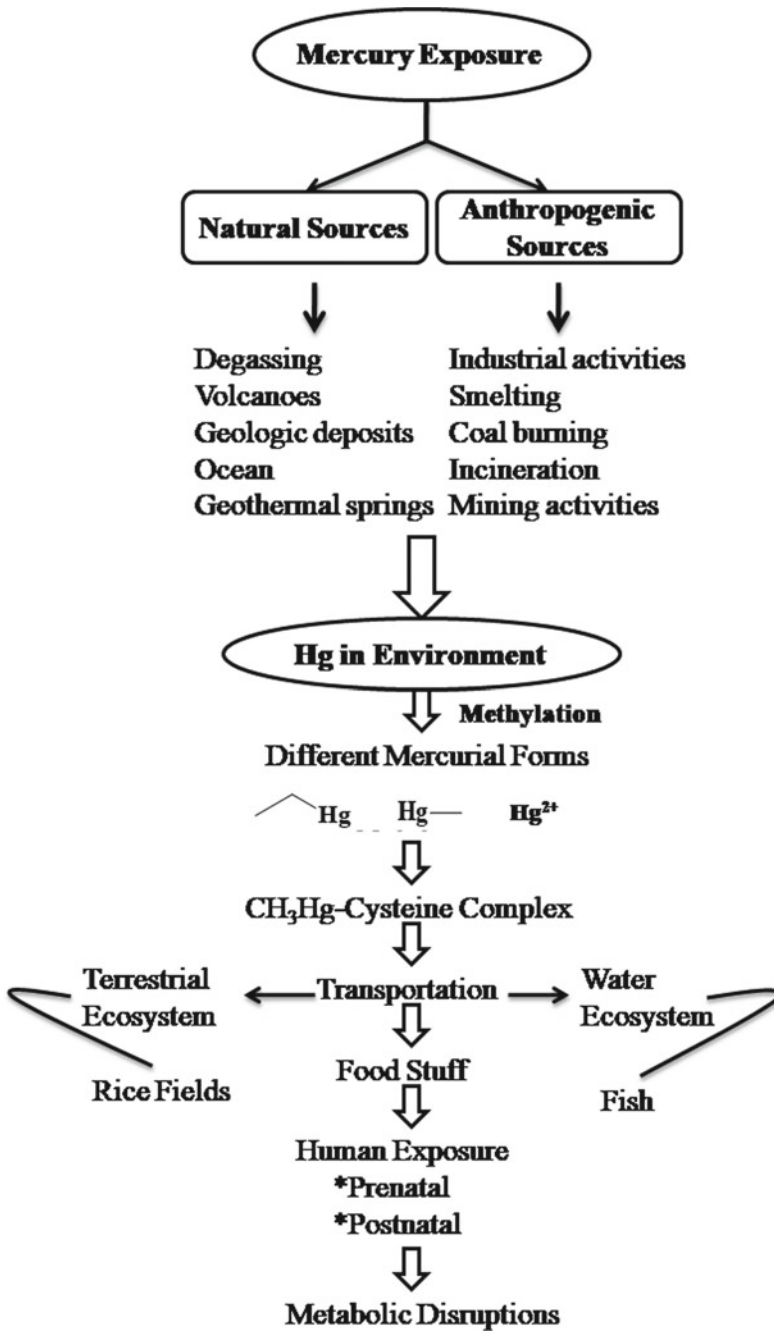 Mercury Exposure
Natural Sources
Anthropogenic
Sources
Degassing
Volcanoes
Geologic deposits
Ocean
Geothermal springs
Industrial activities
Smelting
Coal burning
Incineration
Mining activities
Hg in Environment
Methylation
Different Mercurial Forms
Hg
Hg
Hg²⁺
CH₃Hg-Cysteine Complex
Terrestrial
Ecosystem
Transportation
Water
Ecosystem
Rice Fields
Food Stuff
Fish
Human Exposure
*Prenatal
*Postnatal
Metabolic Disruptions